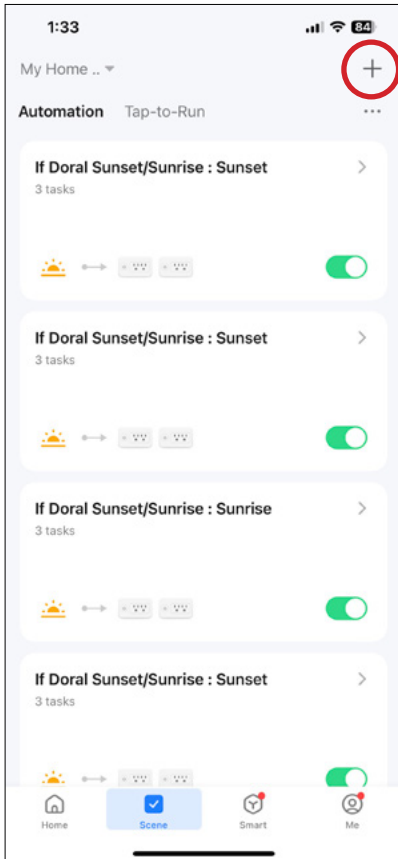 1:33
84
My Home ..
Automation Tap-to-Run
If Doral Sunset/Sunrise : Sunset
3 tasks
If Doral Sunset/Sunrise : Sunset
3 tasks
If Doral Sunset/Sunrise : Sunrise
3 tasks
If Doral Sunset/Sunrise : Sunset
3 tasks
Home Scene Smart Me